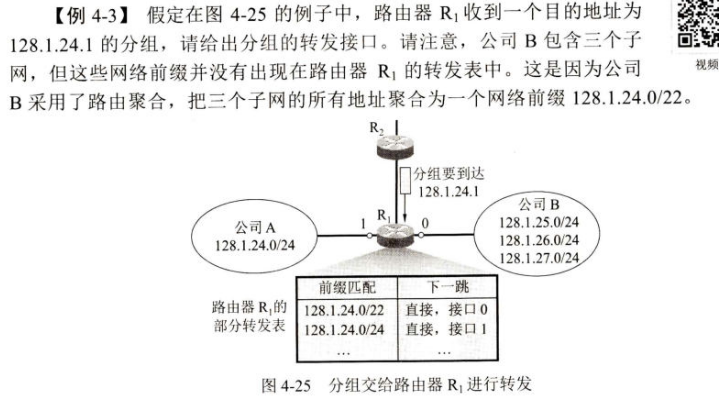 【例 4-3】 假定在图 4-25 的例子中，路由器 R₁收到一个目的地址为
128.1.24.1 的分组，请给出分组的转发接口。请注意，公司 B 包含三个子
网，但这些网络前缀并没有出现在路由器 R₁ 的转发表中。这是因为公司
B 采用了路由聚合，把三个子网的所有地址聚合为一个网络前缀 128.1.24.0/22。
视频
R₂
分组要到达
128.1.24.1
公司 A
128.1.24.0/24
1
R₁
0
公司 B
128.1.25.0/24
128.1.26.0/24
128.1.27.0/24
路由器 R₁的
部分转发表
前缀匹配 下一跳
128.1.24.0/22 直接，接口 0
128.1.24.0/24 直接，接口 1
… …
图 4-25 分组交给路由器 R₁ 进行转发